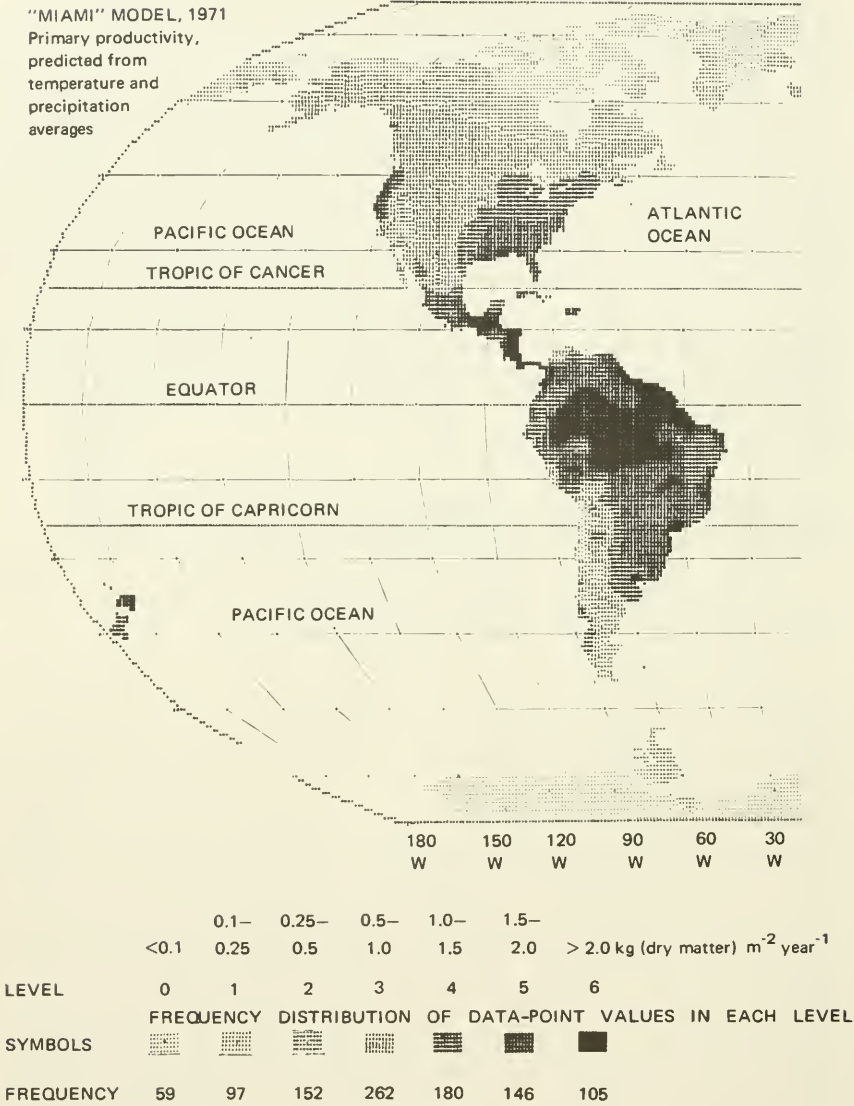 "MIAMI" MODEL, 1971
Primary productivity,
predicted from
temperature and
precipitation
averages
ATLANTIC
OCEAN
PACIFIC OCEAN
TROPIC OF CANCER
EQUATOR
TROPIC OF CAPRICORN
PACIFIC OCEAN
180 150 120 90 60 30
W W W W W W
0.1– 0.25– 0.5– 1.0– 1.5–
<0.1 0.25 0.5 1.0 1.5 2.0 > 2.0 kg (dry matter) m⁻² year⁻¹
LEVEL 0 1 2 3 4 5 6
FREQUENCY DISTRIBUTION OF DATA-POINT VALUES IN EACH LEVEL
SYMBOLS
FREQUENCY 59 97 152 262 180 146 105